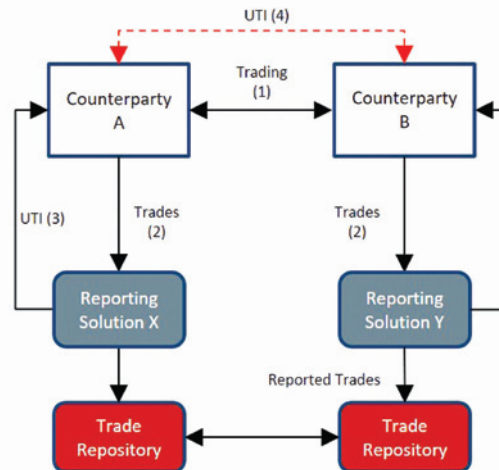 UTI (4)
Counterparty
A
Trading
(1)
Counterparty
B
UTI (3)
Trades
(2)
Trades
(2)
Reporting
Solution X
Reporting
Solution Y
Reported Trades
Trade
Repository
Trade
Repository